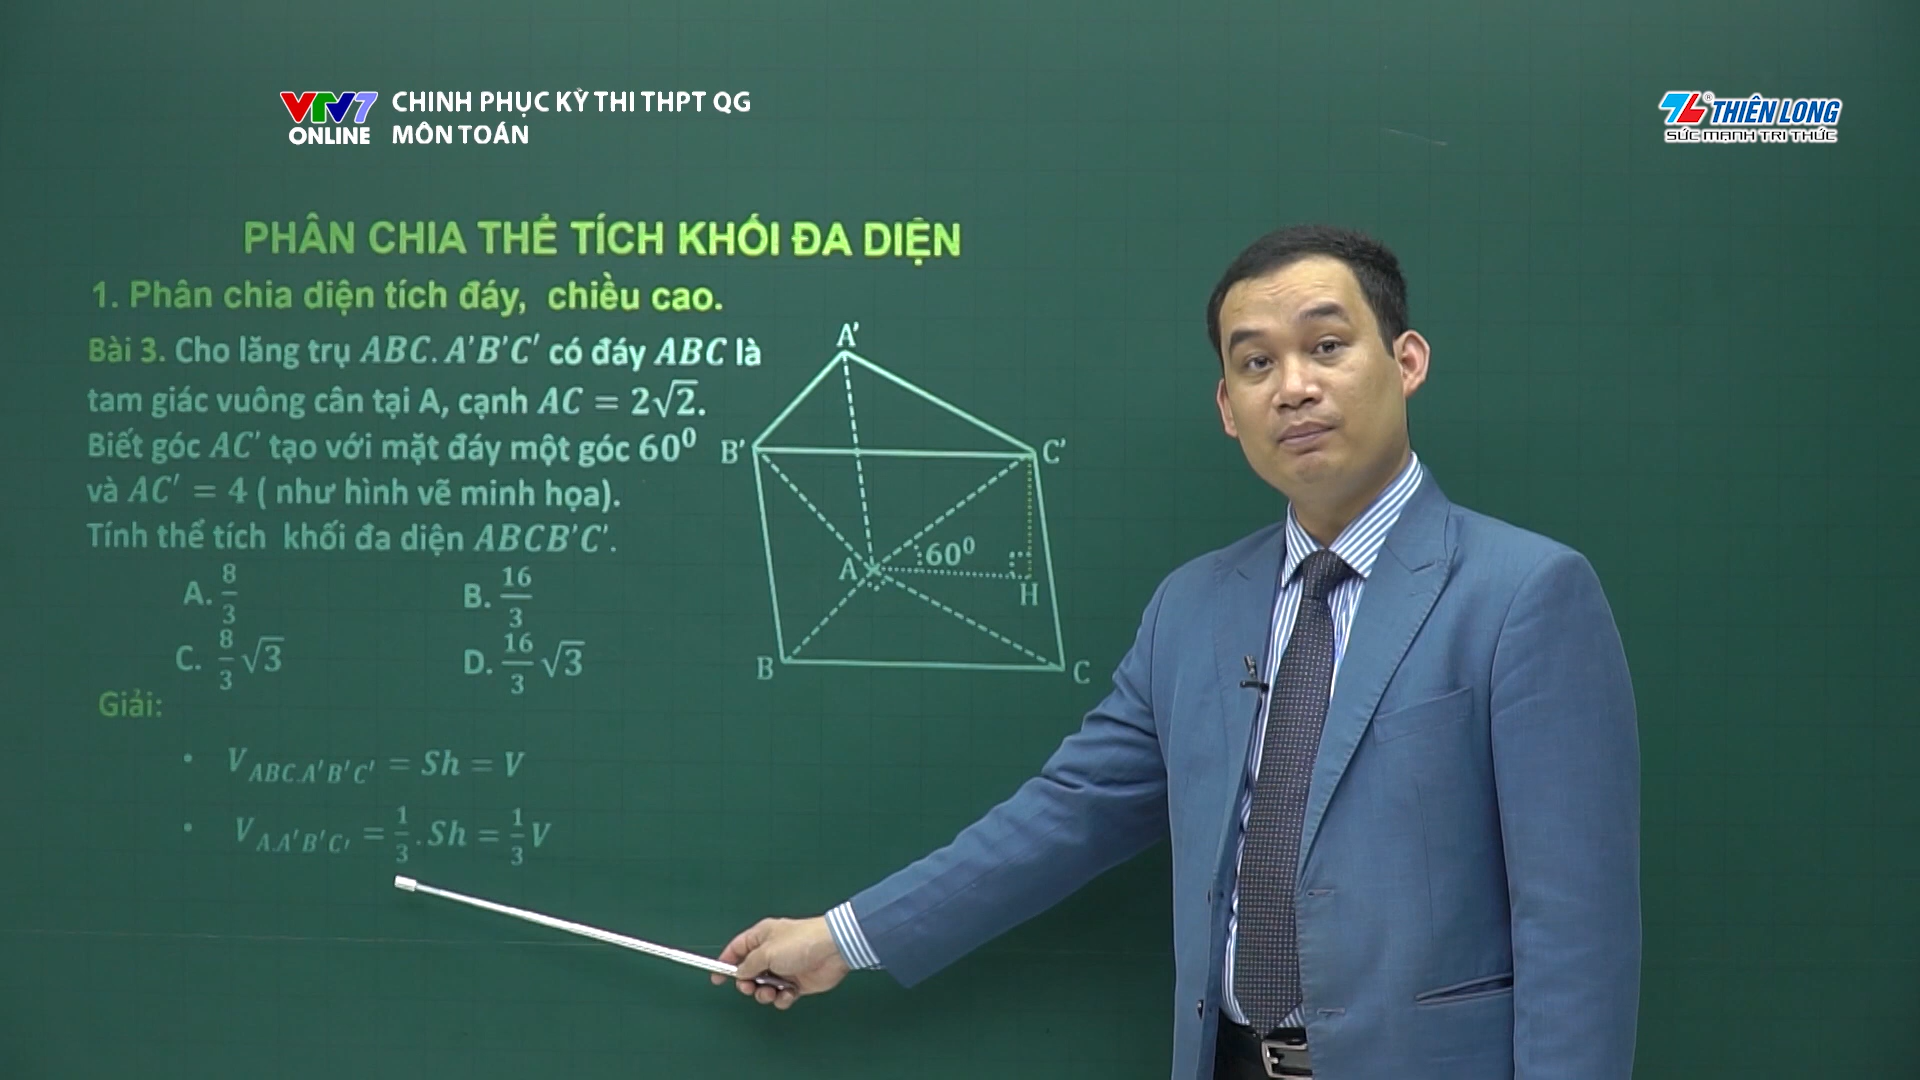 VTV7 ONLINE
CHINH PHỤC KỲ THI THPT QG
MÔN TOÁN
THIÊN LONG
SỨC MẠNH TRI THỨC
PHÂN CHIA THỂ TÍCH KHỐI ĐA DIỆN
1. Phân chia diện tích đáy, chiều cao.
Bài 3. Cho lăng trụ ABC.A'B'C' có đáy ABC là
tam giác vuông cân tại A, cạnh AC = 2√2.
Biết góc AC' tạo với mặt đáy một góc 60⁰
và AC' = 4 ( như hình vẽ minh họa).
Tính thể tích khối đa diện ABCB'C'.
A. 8/3 B. 16/3
C. 8/3 √3 D. 16/3 √3
Giải:
• V_ABC.A'B'C' = Sh = V
• V_A.A'B'C' = 1/3 . Sh = 1/3 V
A'
B'
C'
A
60⁰
H
B
C